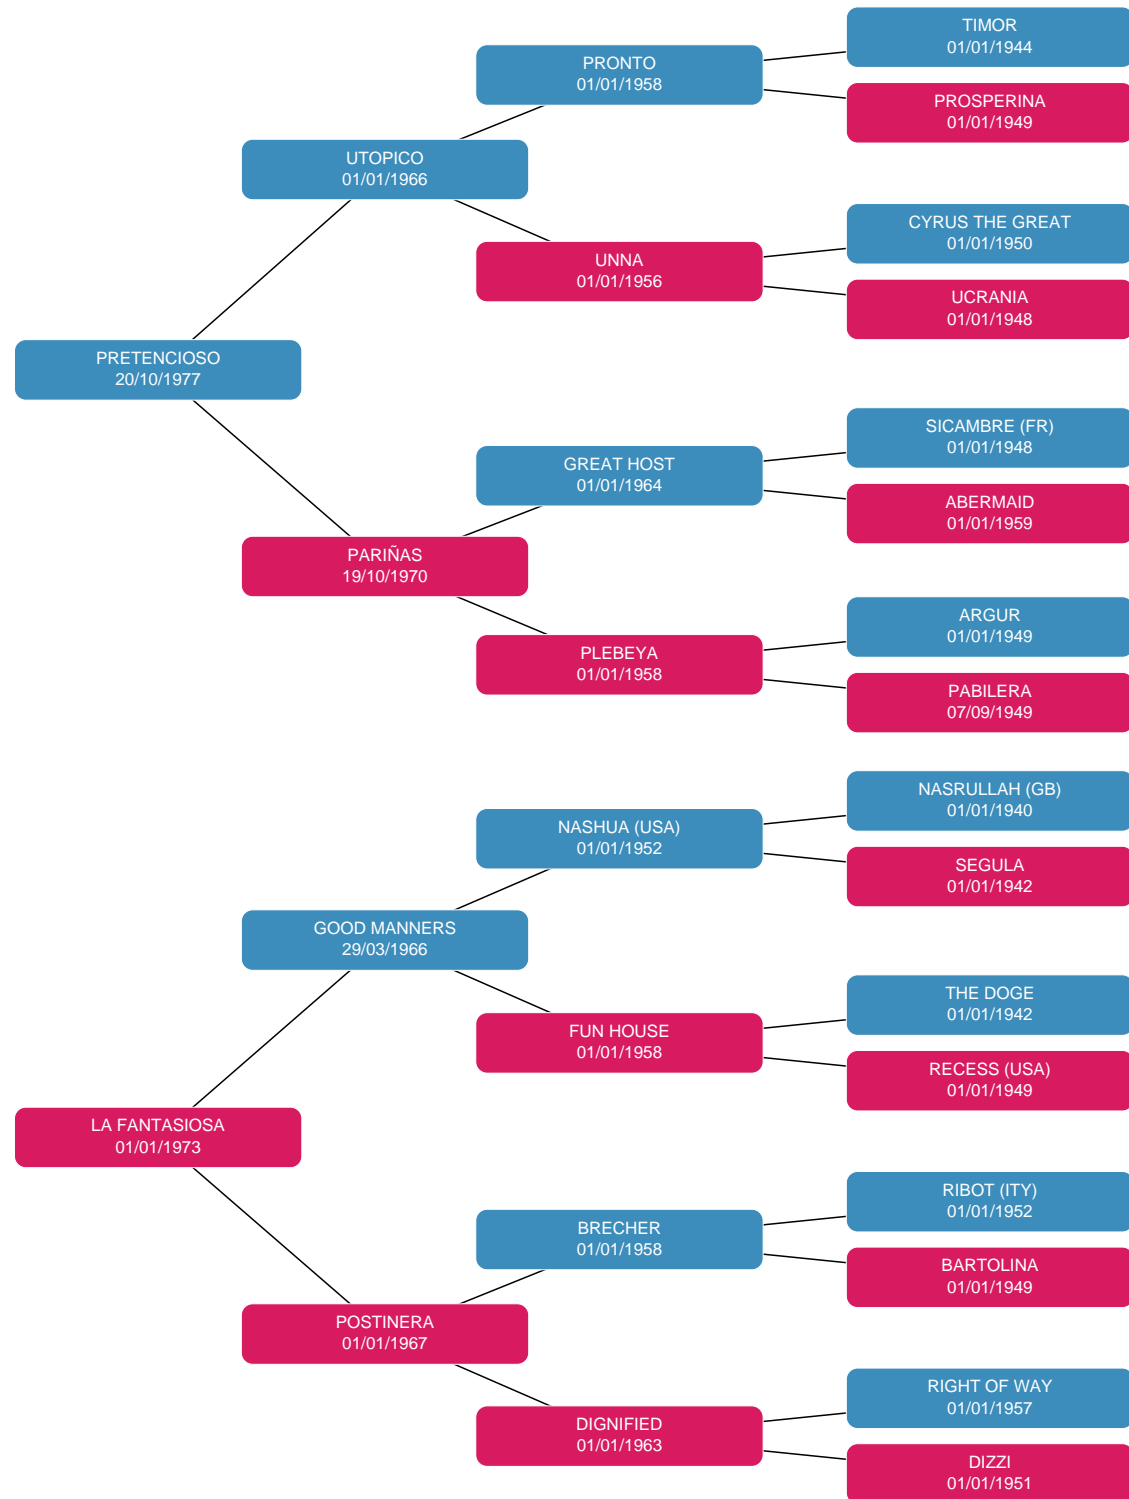 TIMOR
01/01/1944
PRONTO
01/01/1958
PROSPERINA
01/01/1949
UTOPICO
01/01/1966
CYRUS THE GREAT
01/01/1950
UNNA
01/01/1956
UCRANIA
01/01/1948
PRETENCIOSO
20/10/1977
SICAMBRE (FR)
01/01/1948
GREAT HOST
01/01/1964
ABERMAID
01/01/1959
PARIÑAS
19/10/1970
ARGUR
01/01/1949
PLEBEYA
01/01/1958
PABILERA
07/09/1949
NASRULLAH (GB)
01/01/1940
NASHUA (USA)
01/01/1952
SEGULA
01/01/1942
GOOD MANNERS
29/03/1966
THE DOGE
01/01/1942
FUN HOUSE
01/01/1958
RECESS (USA)
01/01/1949
LA FANTASIOSA
01/01/1973
RIBOT (ITY)
01/01/1952
BRECHER
01/01/1958
BARTOLINA
01/01/1949
POSTINERA
01/01/1967
RIGHT OF WAY
01/01/1957
DIGNIFIED
01/01/1963
DIZZI
01/01/1951